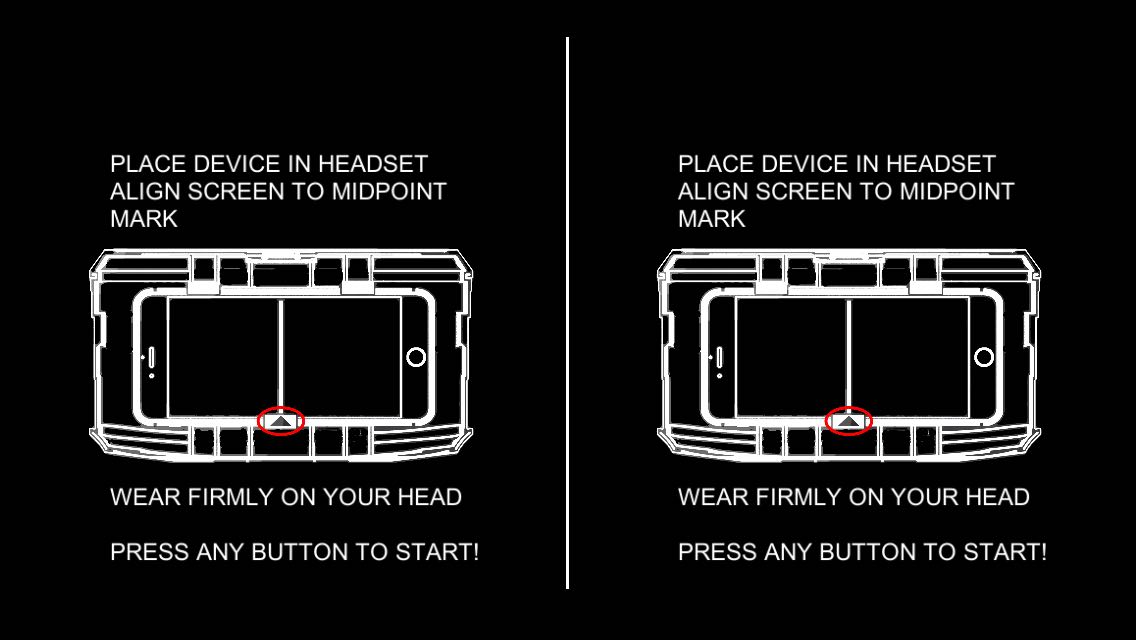 PLACE DEVICE IN HEADSET
ALIGN SCREEN TO MIDPOINT
MARK
WEAR FIRMLY ON YOUR HEAD
PRESS ANY BUTTON TO START!
PLACE DEVICE IN HEADSET
ALIGN SCREEN TO MIDPOINT
MARK
WEAR FIRMLY ON YOUR HEAD
PRESS ANY BUTTON TO START!